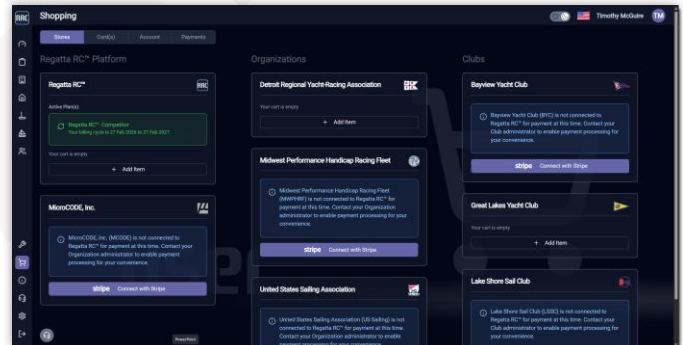 RRC Shopping Timothy McGuire TM
Stores Card(s) Account Payments
Regatta RC™ Platform
Regatta RC™ RRC
Active Plan(s):
Regatta RC™ Competitor
Your billing cycle is 27 Feb 2026 to 27 Feb 2027
Your cart is empty
+ Add Item
MicroCODE, Inc.
MicroCODE, Inc. (MCODE) is not connected to
Regatta RC™ for payment at this time. Contact your
Organization administrator to enable payment
processing for your convenience.
stripe Connect with Stripe
Organizations
Detroit Regional Yacht-Racing Association
Your cart is empty
+ Add Item
Midwest Performance Handicap Racing Fleet
Midwest Performance Handicap Racing Fleet
(MWPHRF) is not connected to Regatta RC™ for
payment at this time. Contact your Organization
administrator to enable payment processing for your
convenience.
stripe Connect with Stripe
United States Sailing Association
United States Sailing Association (US Sailing) is not
connected to Regatta RC™ for payment at this time.
Contact your Organization administrator to enable
payment processing for your convenience.
Clubs
Bayview Yacht Club
Bayview Yacht Club (BYC) is not connected to
Regatta RC™ for payment at this time. Contact your
Club administrator to enable payment processing for
your convenience.
stripe Connect with Stripe
Great Lakes Yacht Club
Your cart is empty
+ Add Item
Lake Shore Sail Club
Lake Shore Sail Club (LSSC) is not connected to
Regatta RC™ for payment at this time. Contact your
Club administrator to enable payment processing for
your convenience.
PowerPoint